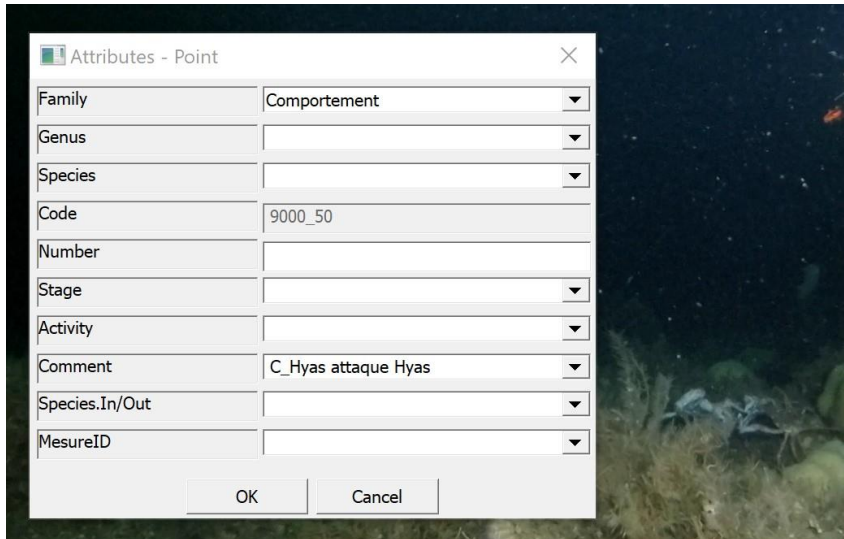 Attributes - Point
Family Comportement
Genus
Species
Code 9000_50
Number
Stage
Activity
Comment C_Hyas attaque Hyas
Species.In/Out
MesureID
OK Cancel